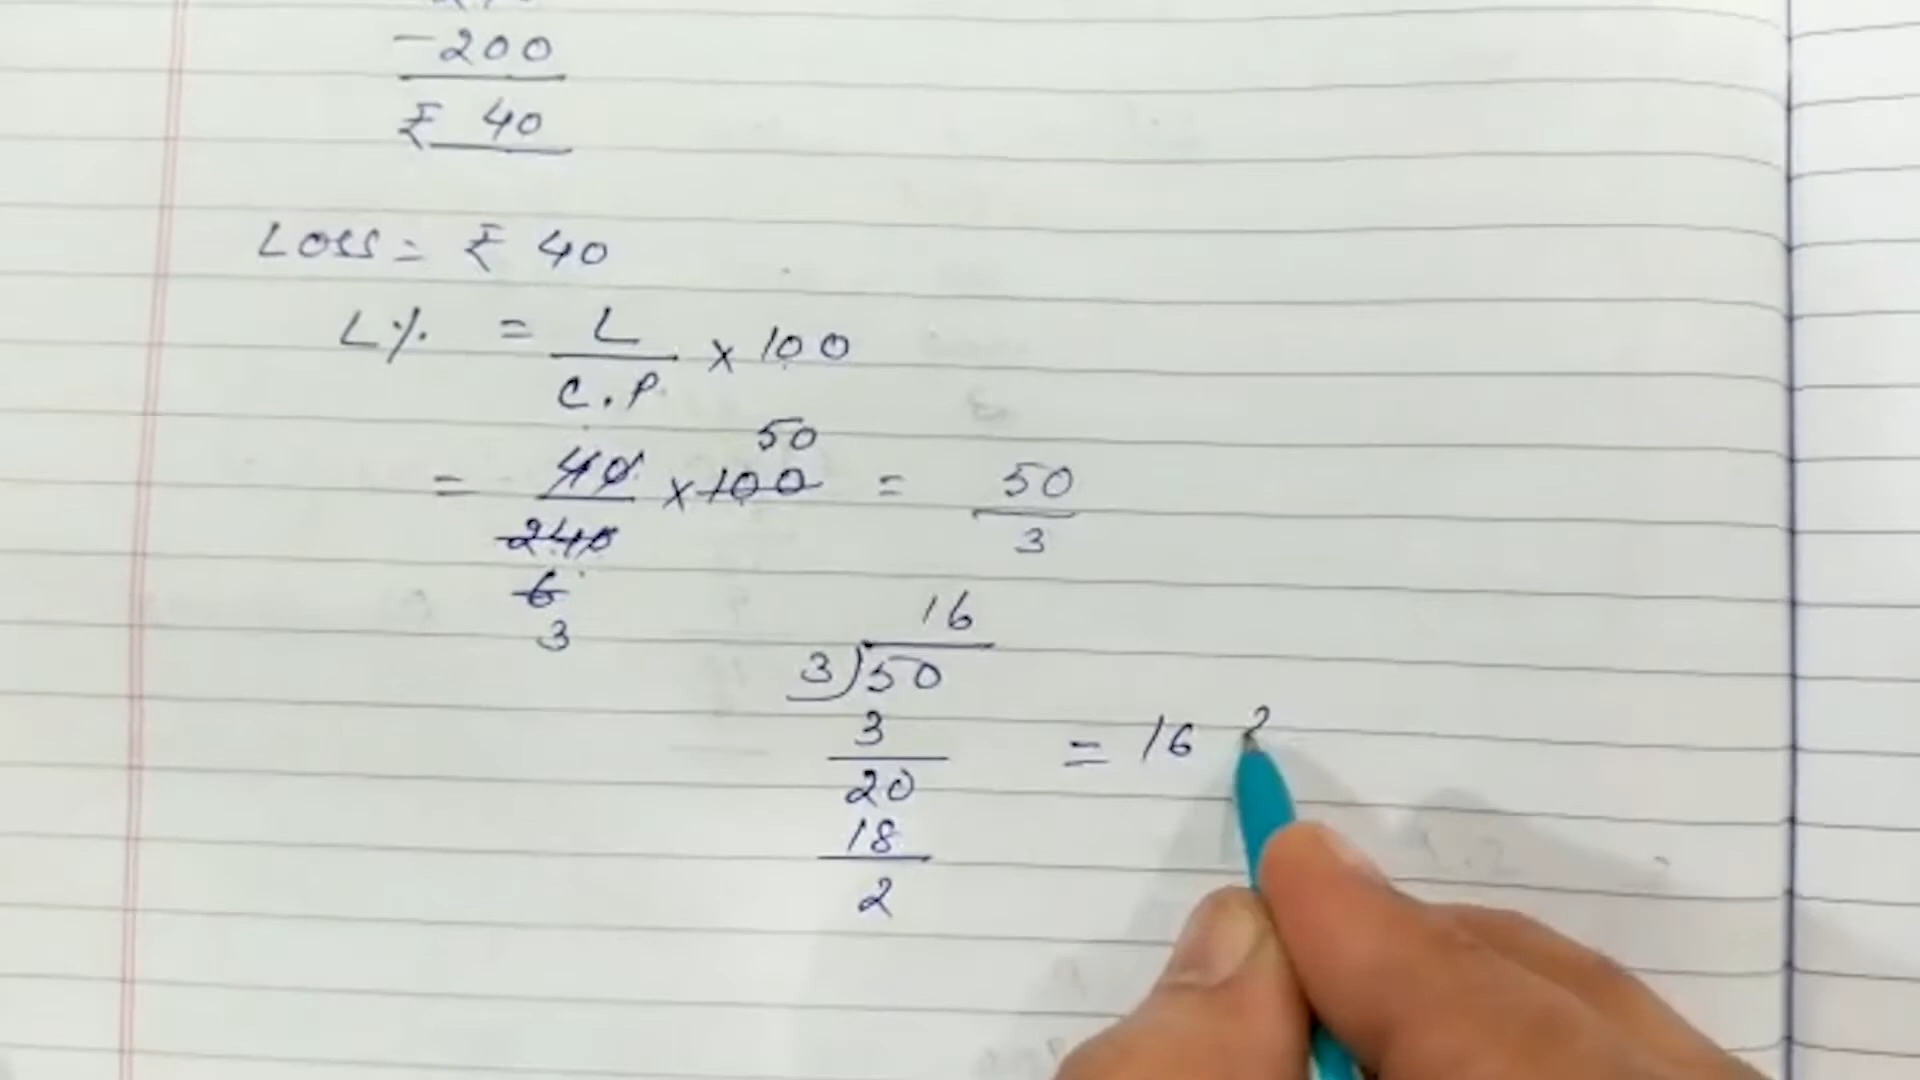 -200
₹ 40
Loss = ₹ 40
L% = L/C.P. × 100
50
= 40/240 × 100 = 50/3
6
3
16
3)50
3
20
= 16 2
18
2